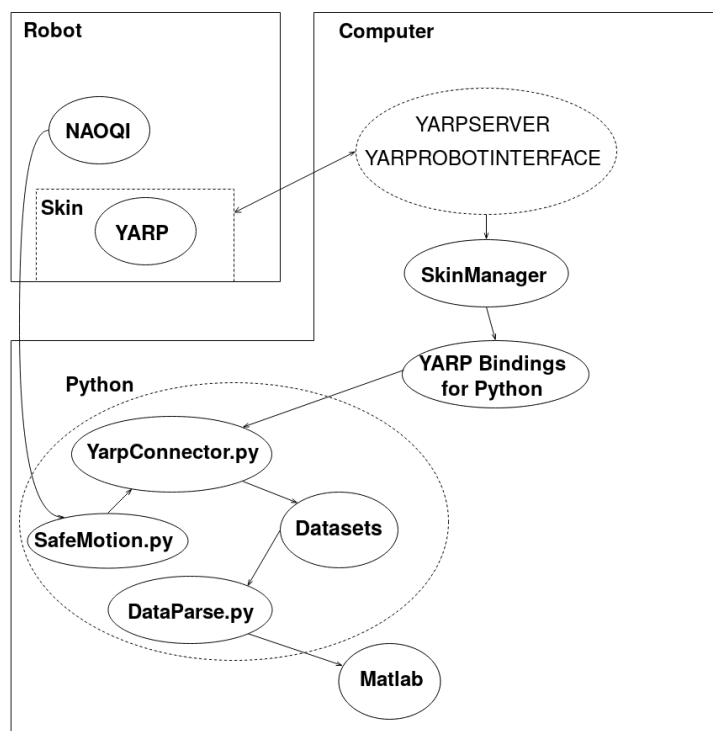 Robot
Computer
NAOQI
YARPSERVER
YARPROBOTINTERFACE
Skin
YARP
SkinManager
YARP Bindings
for Python
Python
YarpConnector.py
Datasets
SafeMotion.py
DataParse.py
Matlab